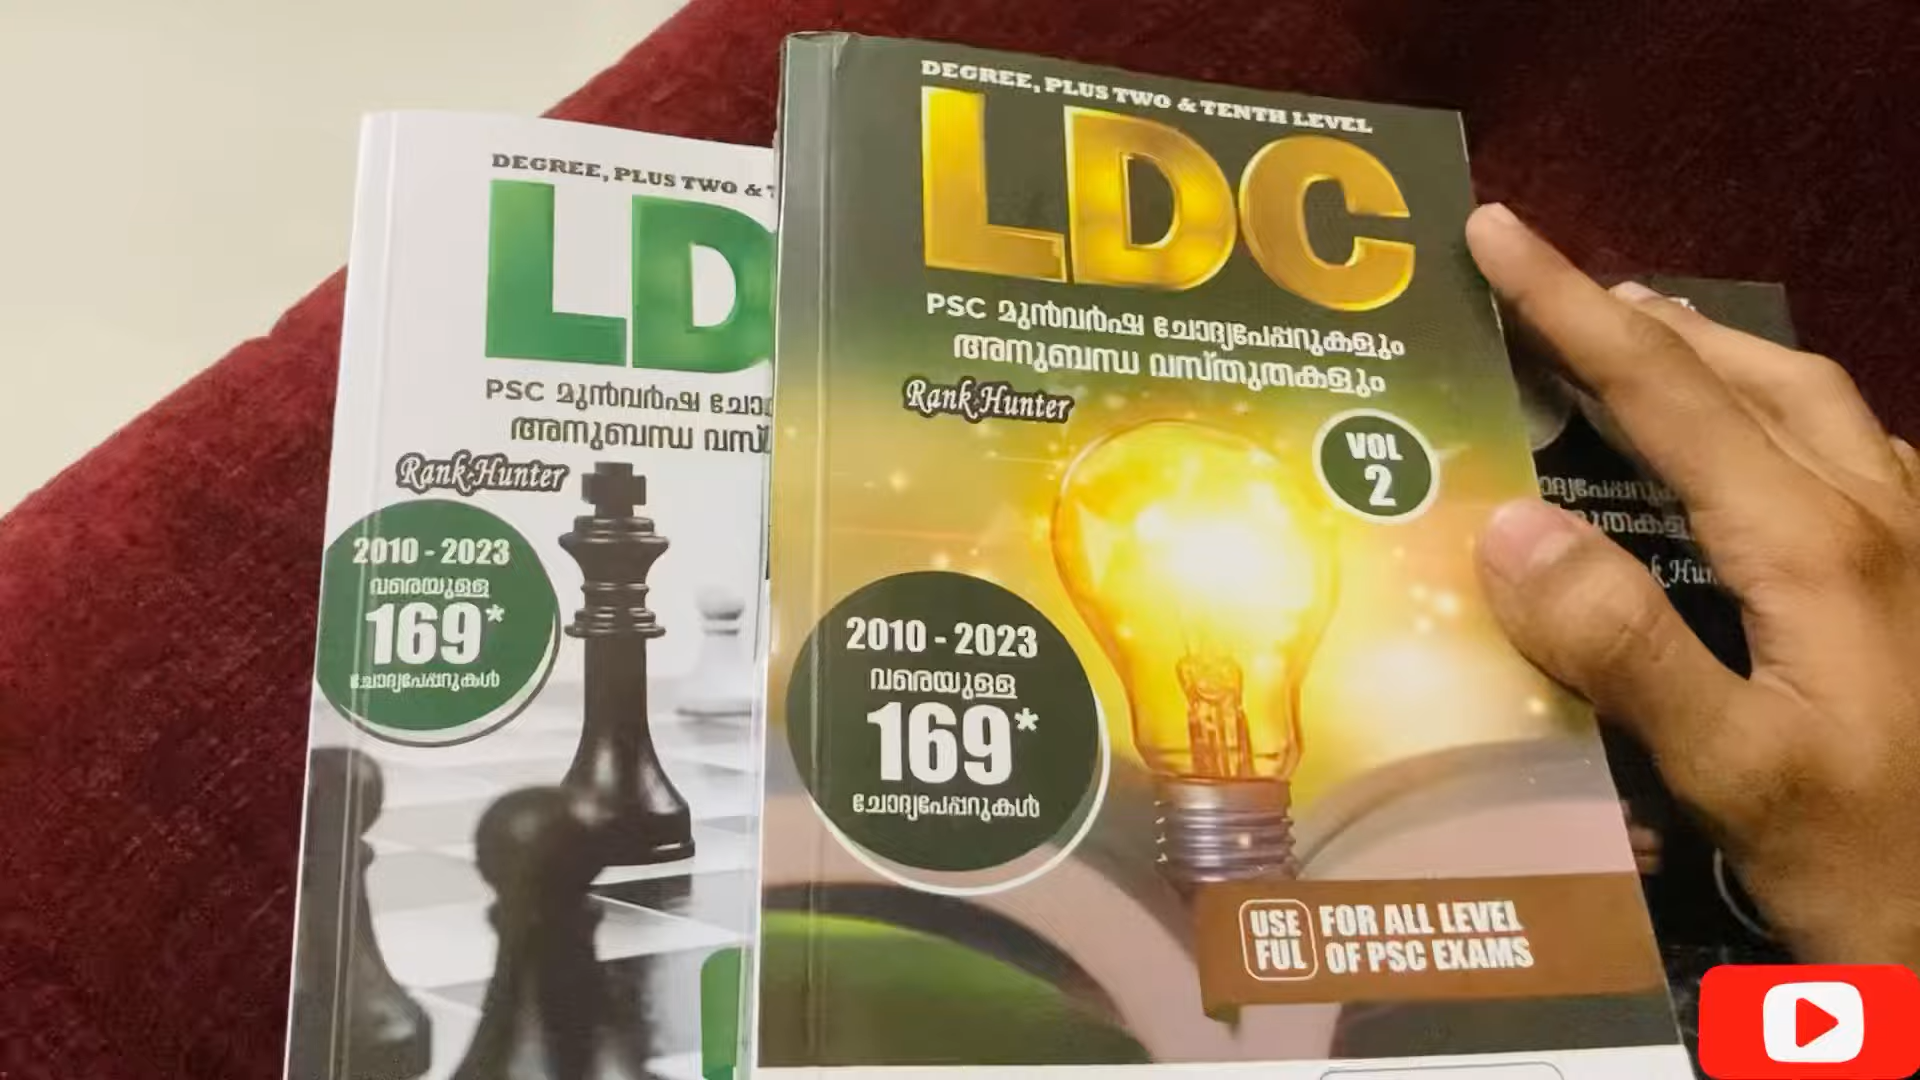 DEGREE, PLUS TWO &
LD
PSC മുൻവർഷ
അനുബന്ധ
Rank Hunter
2010 - 2023
വരെയുള്ള
169*
ചോദ്യപേപ്പറുകൾ
DEGREE, PLUS TWO & TENTH LEVEL
LDC
PSC മുൻവർഷ ചോദ്യപേപ്പറുകളും
അനുബന്ധ വസ്തുതകളും
Rank Hunter
VOL
2
2010 - 2023
വരെയുള്ള
169*
ചോദ്യപേപ്പറുകൾ
USE
FUL
FOR ALL LEVEL
OF PSC EXAMS